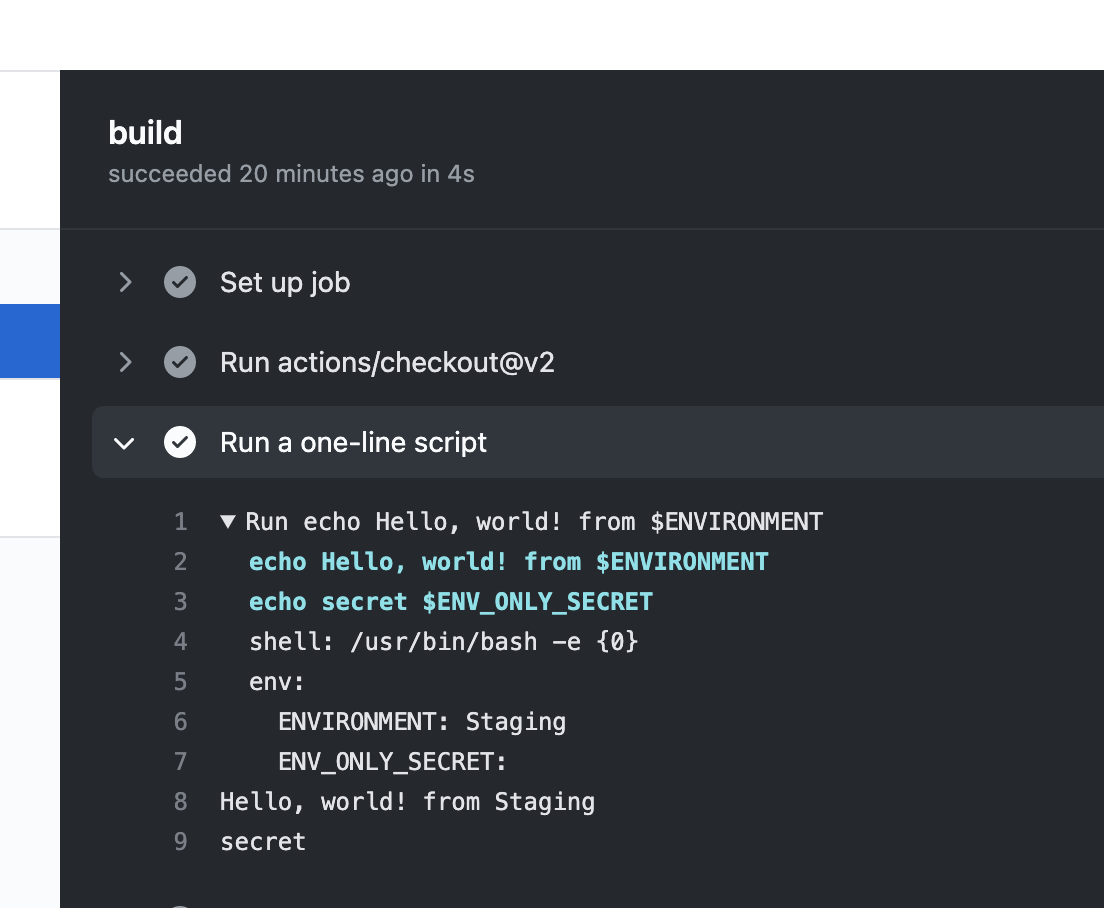 build
succeeded 20 minutes ago in 4s
Set up job
Run actions/checkout@v2
Run a one-line script
1 ▼ Run echo Hello, world! from $ENVIRONMENT
2 echo Hello, world! from $ENVIRONMENT
3 echo secret $ENV_ONLY_SECRET
4 shell: /usr/bin/bash -e {0}
5 env:
6 ENVIRONMENT: Staging
7 ENV_ONLY_SECRET:
8 Hello, world! from Staging
9 secret